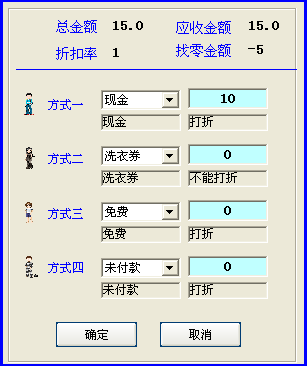 总金额 15.0 应收金额 15.0
折扣率 1 找零金额 -5
方式一 现金 10
现金 打折
方式二 洗衣券 0
洗衣券 不能打折
方式三 免费 0
免费 打折
方式四 未付款 0
未付款 打折
确定 取消